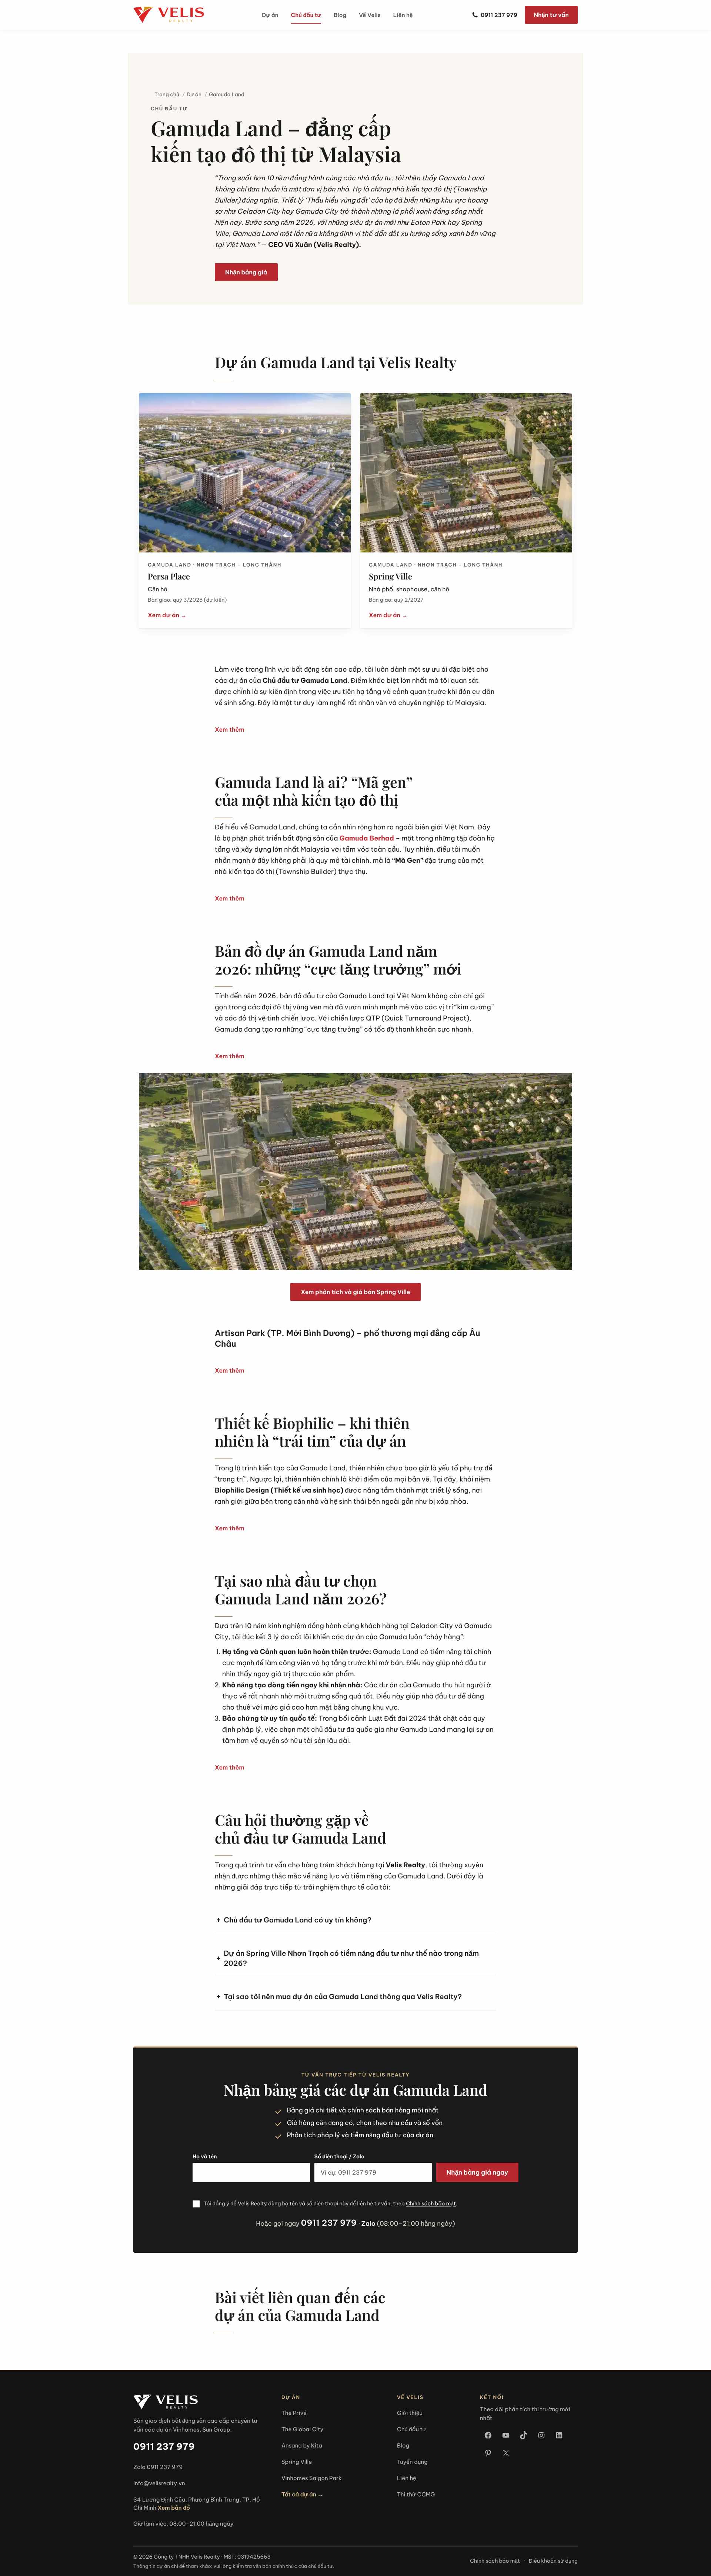 VELIS
REALTY
Dự án
Chủ đầu tư
Blog
Về Velis
Liên hệ
0911 237 979
Nhận tư vấn
Trang chủ / Dự án / Gamuda Land
CHỦ ĐẦU TƯ
Gamuda Land – đẳng cấp
kiến tạo đô thị từ Malaysia
“Trong suốt hơn 10 năm đồng hành cùng các nhà đầu tư, tôi nhận thấy Gamuda Land
không chỉ đơn thuần là một đơn vị bán nhà. Họ là những nhà kiến tạo đô thị (Township
Builder) đúng nghĩa. Triết lý ‘Thấu hiểu vùng đất’ của họ đã biến những khu vực hoang
sơ như Celadon City hay Gamuda City trở thành những lá phổi xanh đáng sống nhất
hiện nay. Bước sang năm 2026, với những siêu dự án mới như Eaton Park hay Spring
Ville, Gamuda Land một lần nữa khẳng định vị thế dẫn dắt xu hướng sống xanh bền vững
tại Việt Nam.” — CEO Vũ Xuân (Velis Realty).
Nhận bảng giá
Dự án Gamuda Land tại Velis Realty
GAMUDA LAND · NHƠN TRẠCH – LONG THÀNH
Persa Place
Căn hộ
Bàn giao: quý 3/2028 (dự kiến)
Xem dự án →
GAMUDA LAND · NHƠN TRẠCH – LONG THÀNH
Spring Ville
Nhà phố, shophouse, căn hộ
Bàn giao: quý 2/2027
Xem dự án →
Làm việc trong lĩnh vực bất động sản cao cấp, tôi luôn dành một sự ưu ái đặc biệt cho
các dự án của Chủ đầu tư Gamuda Land. Điểm khác biệt lớn nhất mà tôi quan sát
được chính là sự kiên định trong việc ưu tiên hạ tầng và cảnh quan trước khi đón cư dân
về sinh sống. Đây là một tư duy làm nghề rất nhân văn và chuyên nghiệp từ Malaysia.
Xem thêm
Gamuda Land là ai? “Mã gen”
của một nhà kiến tạo đô thị
Để hiểu về Gamuda Land, chúng ta cần nhìn rộng hơn ra ngoài biên giới Việt Nam. Đây
là bộ phận phát triển bất động sản của Gamuda Berhad – một trong những tập đoàn hạ
tầng và xây dựng lớn nhất Malaysia với tầm vóc toàn cầu. Tuy nhiên, điều tôi muốn
nhấn mạnh ở đây không phải là quy mô tài chính, mà là “Mã Gen” đặc trưng của một
nhà kiến tạo đô thị (Township Builder) thực thụ.
Xem thêm
Bản đồ dự án Gamuda Land năm
2026: những “cực tăng trưởng” mới
Tính đến năm 2026, bản đồ đầu tư của Gamuda Land tại Việt Nam không còn chỉ gói
gọn trong các đại đô thị vùng ven mà đã vươn mình mạnh mẽ vào các vị trí “kim cương”
và các đô thị vệ tinh chiến lược. Với chiến lược QTP (Quick Turnaround Project),
Gamuda đang tạo ra những “cực tăng trưởng” có tốc độ thanh khoản cực nhanh.
Xem thêm
Xem phân tích và giá bán Spring Ville
Artisan Park (TP. Mới Bình Dương) – phố thương mại đẳng cấp Âu
Châu
Xem thêm
Thiết kế Biophilic – khi thiên
nhiên là “trái tim” của dự án
Trong lộ trình kiến tạo của Gamuda Land, thiên nhiên chưa bao giờ là yếu tố phụ trợ để
“trang trí”. Ngược lại, thiên nhiên chính là khởi điểm của mọi bản vẽ. Tại đây, khái niệm
Biophilic Design (Thiết kế ưa sinh học) được nâng tầm thành một triết lý sống, nơi
ranh giới giữa bên trong căn nhà và hệ sinh thái bên ngoài gần như bị xóa nhòa.
Xem thêm
Tại sao nhà đầu tư chọn
Gamuda Land năm 2026?
Dựa trên 10 năm kinh nghiệm đồng hành cùng khách hàng tại Celadon City và Gamuda
City, tôi đúc kết 3 lý do cốt lõi khiến các dự án của Gamuda luôn “cháy hàng”:
1. Hạ tầng và Cảnh quan luôn hoàn thiện trước: Gamuda Land có tiềm năng tài chính
cực mạnh để làm công viên và hạ tầng trước khi mở bán. Điều này giúp nhà đầu tư
nhìn thấy ngay giá trị thực của sản phẩm.
2. Khả năng tạo dòng tiền ngay khi nhận nhà: Các dự án của Gamuda thu hút người ở
thực về rất nhanh nhờ môi trường sống quá tốt. Điều này giúp nhà đầu tư dễ dàng
cho thuê với mức giá cao hơn mặt bằng chung khu vực.
3. Bảo chứng từ uy tín quốc tế: Trong bối cảnh Luật Đất đai 2024 thắt chặt các quy
định pháp lý, việc chọn một chủ đầu tư đa quốc gia như Gamuda Land mang lại sự an
tâm hơn về quyền sở hữu tài sản lâu dài.
Xem thêm
Câu hỏi thường gặp về
chủ đầu tư Gamuda Land
Trong quá trình tư vấn cho hàng trăm khách hàng tại Velis Realty, tôi thường xuyên
nhận được những thắc mắc về năng lực và tiềm năng của Gamuda Land. Dưới đây là
những giải đáp trực tiếp từ trải nghiệm thực tế của tôi:
Chủ đầu tư Gamuda Land có uy tín không?
Dự án Spring Ville Nhơn Trạch có tiềm năng đầu tư như thế nào trong năm
2026?
Tại sao tôi nên mua dự án của Gamuda Land thông qua Velis Realty?
TƯ VẤN TRỰC TIẾP TỪ VELIS REALTY
Nhận bảng giá các dự án Gamuda Land
Bảng giá chi tiết và chính sách bán hàng mới nhất
Giỏ hàng căn đang có, chọn theo nhu cầu và số vốn
Phân tích pháp lý và tiềm năng đầu tư của dự án
Họ và tên
Số điện thoại / Zalo
Ví dụ: 0911 237 979
Nhận bảng giá ngay
Tôi đồng ý để Velis Realty dùng họ tên và số điện thoại này để liên hệ tư vấn, theo Chính sách bảo mật.
Hoặc gọi ngay 0911 237 979 · Zalo (08:00–21:00 hằng ngày)
Bài viết liên quan đến các
dự án của Gamuda Land
VELIS
REALTY
Sàn giao dịch bất động sản cao cấp chuyên tư
vấn các dự án Vinhomes, Sun Group.
0911 237 979
Zalo 0911 237 979
info@velisrealty.vn
34 Lương Định Của, Phường Bình Trưng, TP. Hồ
Chí Minh Xem bản đồ
Giờ làm việc: 08:00–21:00 hằng ngày
DỰ ÁN
The Privé
The Global City
Ansana by Kita
Spring Ville
Vinhomes Saigon Park
Tất cả dự án →
VỀ VELIS
Giới thiệu
Chủ đầu tư
Blog
Tuyển dụng
Liên hệ
Thi thử CCMG
KẾT NỐI
Theo dõi phân tích thị trường mới
nhất
© 2026 Công ty TNHH Velis Realty · MST: 0319425663
Thông tin dự án chỉ để tham khảo; vui lòng kiểm tra văn bản chính thức của chủ đầu tư.
Chính sách bảo mật
Điều khoản sử dụng